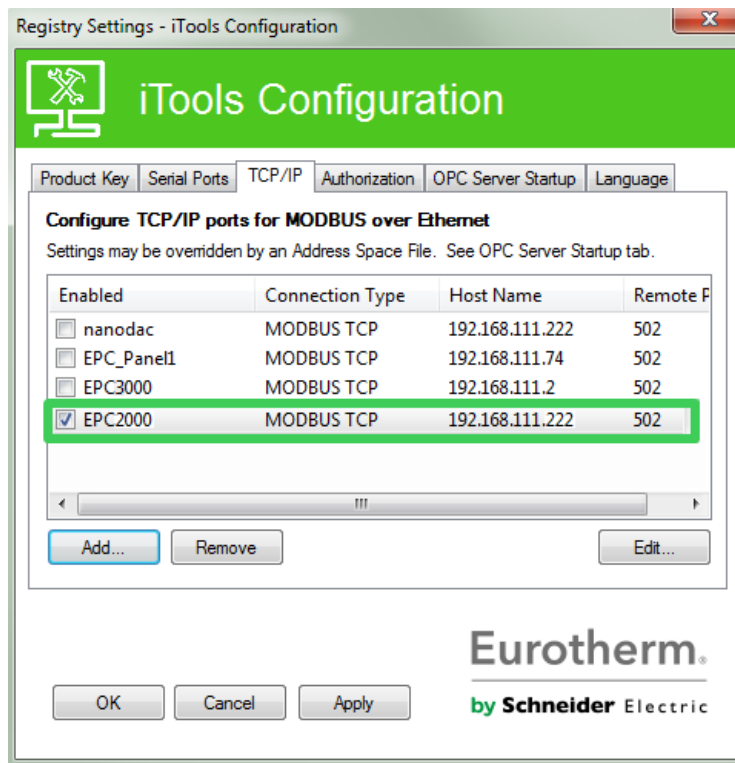 Registry Settings - iTools Configuration
iTools Configuration
Product Key Serial Ports TCP/IP Authorization OPC Server Startup Language
Configure TCP/IP ports for MODBUS over Ethernet
Settings may be overridden by an Address Space File. See OPC Server Startup tab.
Enabled Connection Type Host Name Remote P
nanodac MODBUS TCP 192.168.111.222 502
EPC_Panel1 MODBUS TCP 192.168.111.74 502
EPC3000 MODBUS TCP 192.168.111.2 502
EPC2000 MODBUS TCP 192.168.111.222 502
Add... Remove Edit...
Eurotherm®
OK Cancel Apply by Schneider Electric